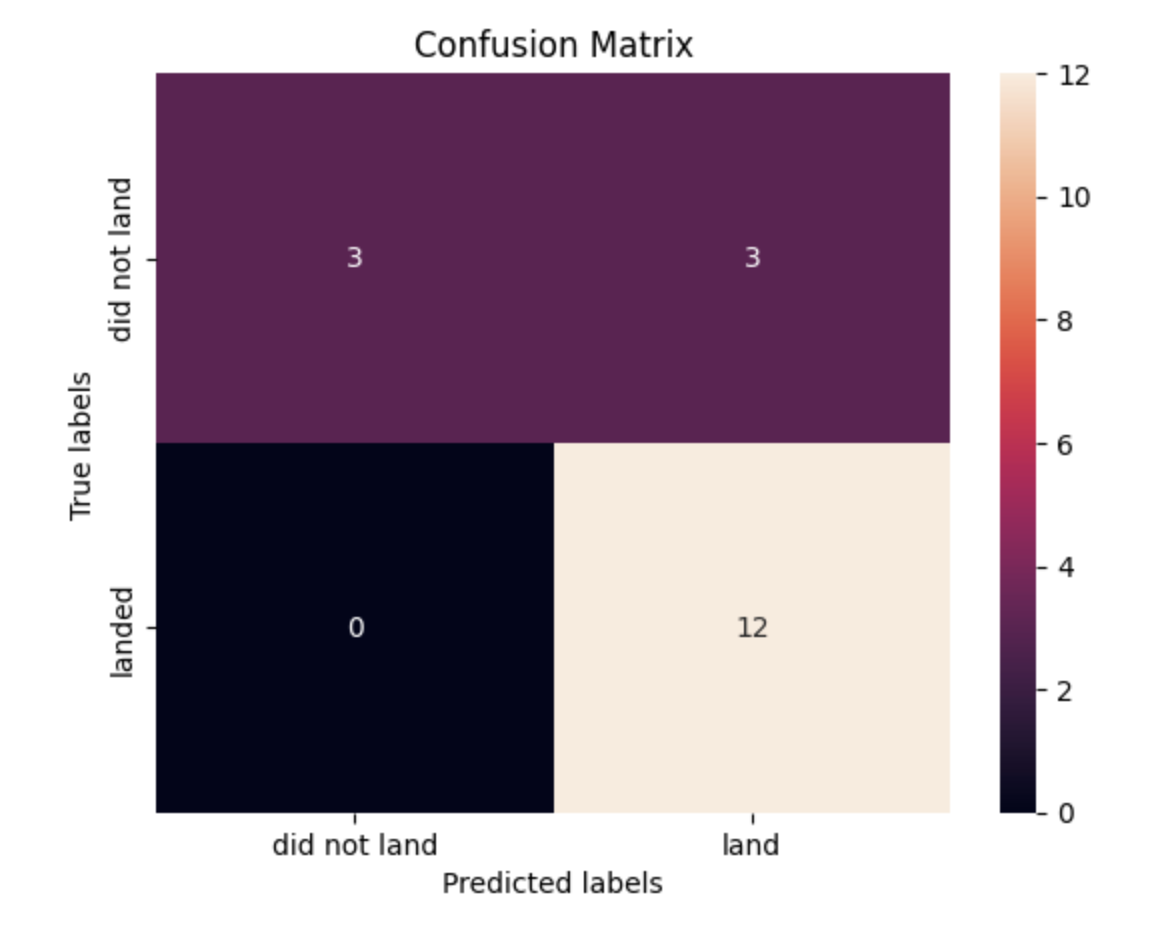 Confusion Matrix
True labels
did not land
landed
3 3
0 12
did not land land
Predicted labels
12
10
8
6
4
2
0